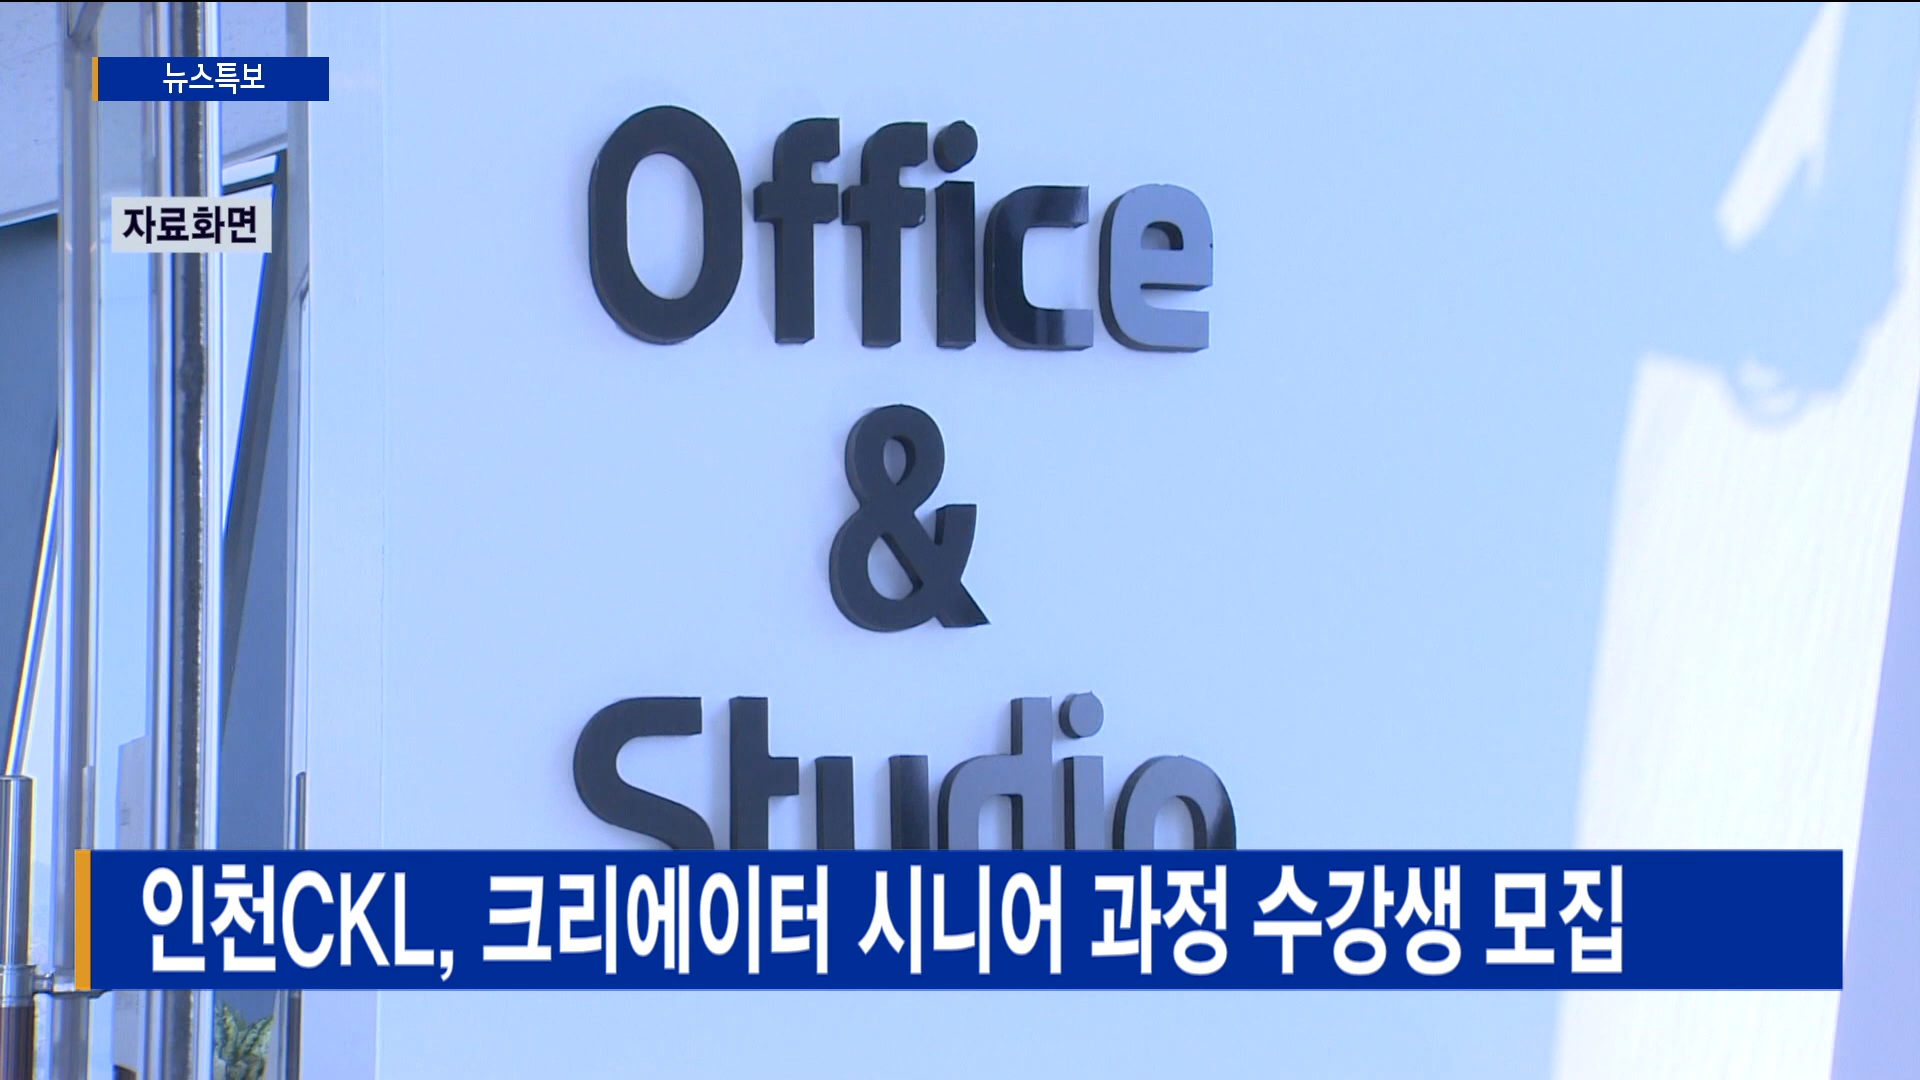 뉴스특보
자료화면
Office
&
Studio
인천CKL, 크리에이터 시니어 과정 수강생 모집